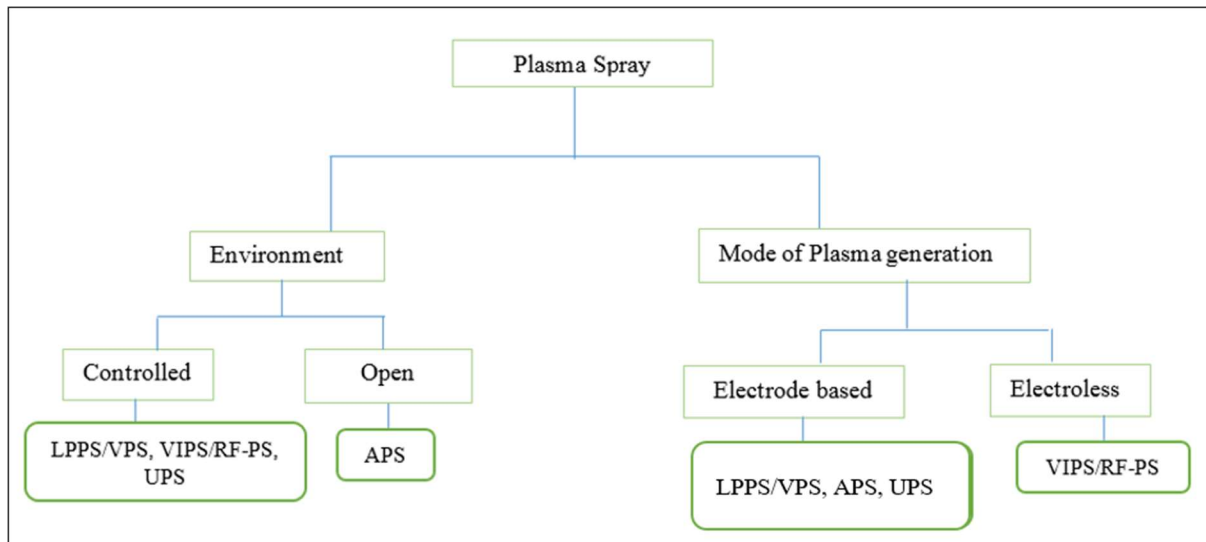 Plasma Spray
Environment
Mode of Plasma generation
Controlled
Open
Electrode based
Electroless
LPPS/VPS, VIPS/RF-PS,
UPS
APS
LPPS/VPS, APS, UPS
VIPS/RF-PS